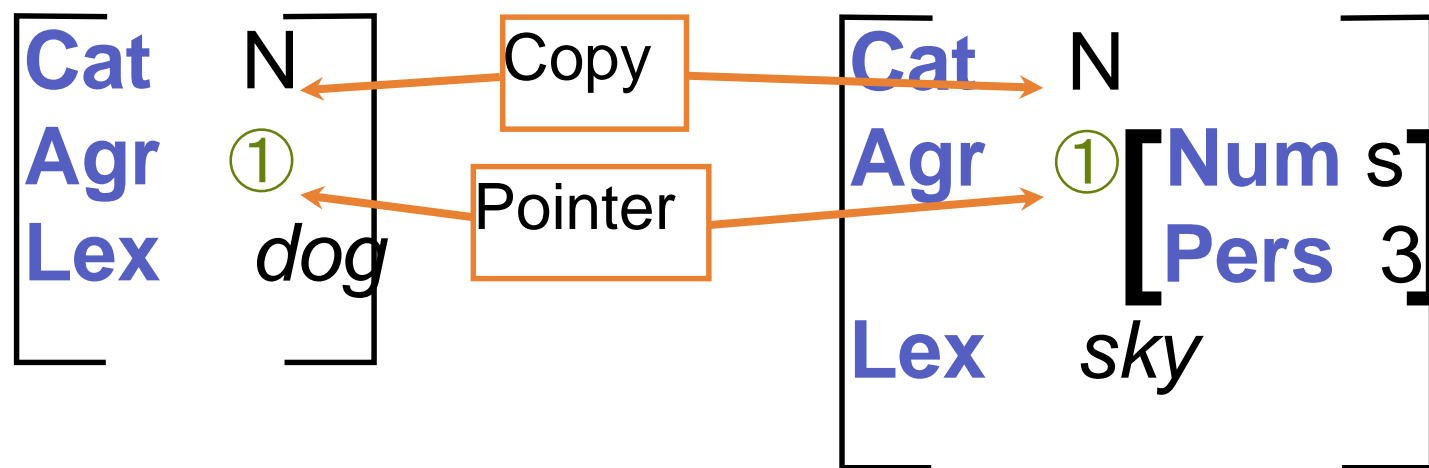 Cat N
Agr ①
Lex dog
Copy
Pointer
Cat N
Agr ① Num s
Pers 3
Lex sky